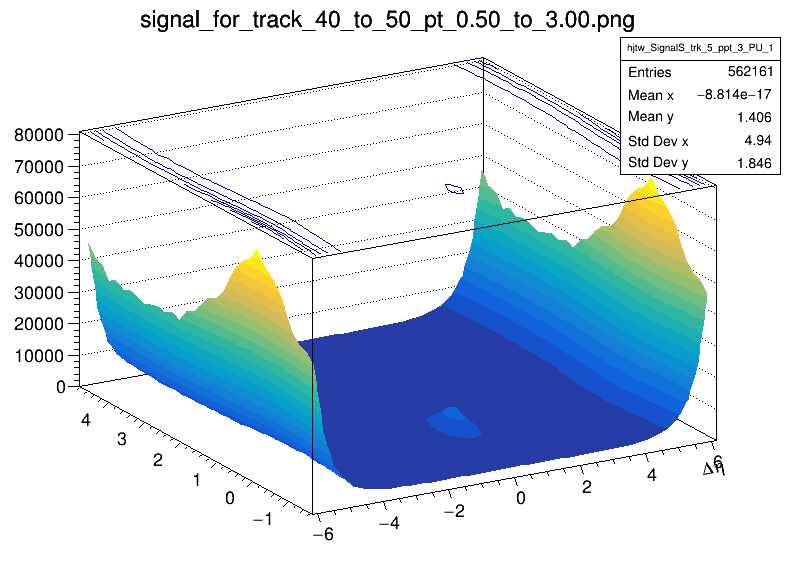 signal_for_track_40_to_50_pt_0.50_to_3.00.png
hjtw_SignalS_trk_5_ppt_3_PU_1
Entries 562161
Mean x −8.814e−17
Mean y 1.406
Std Dev x 4.94
Std Dev y 1.846
80000
70000
60000
50000
40000
30000
20000
10000
0
4
3
2
1
0
−1
−6
−4
−2
0
2
4
6
Δη